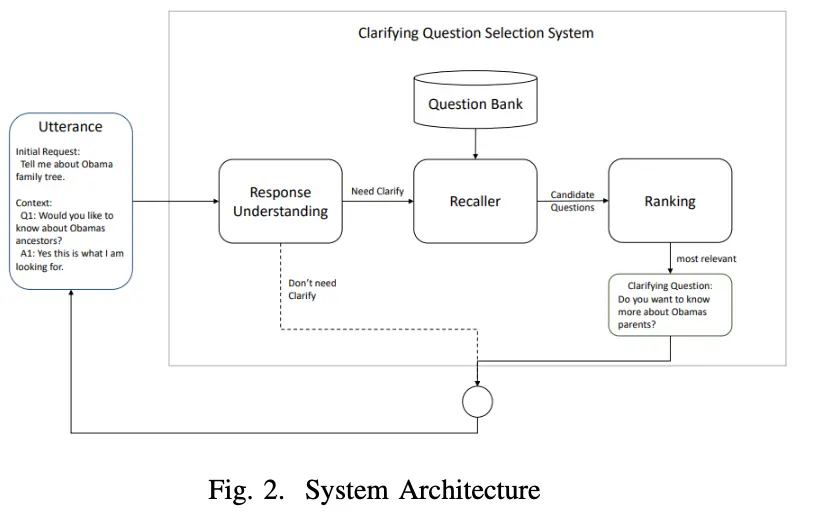 Clarifying Question Selection System
Question Bank
Utterance
Initial Request:
Tell me about Obama
family tree.
Context:
Q1: Would you like to
know about Obamas
ancestors?
A1: Yes this is what I am
looking for.
Response
Understanding
Need Clarify
Recaller
Candidate
Questions
Ranking
Don't need
Clarify
most relevant
Clarifying Question:
Do you want to know
more about Obamas
parents?
Fig. 2. System Architecture